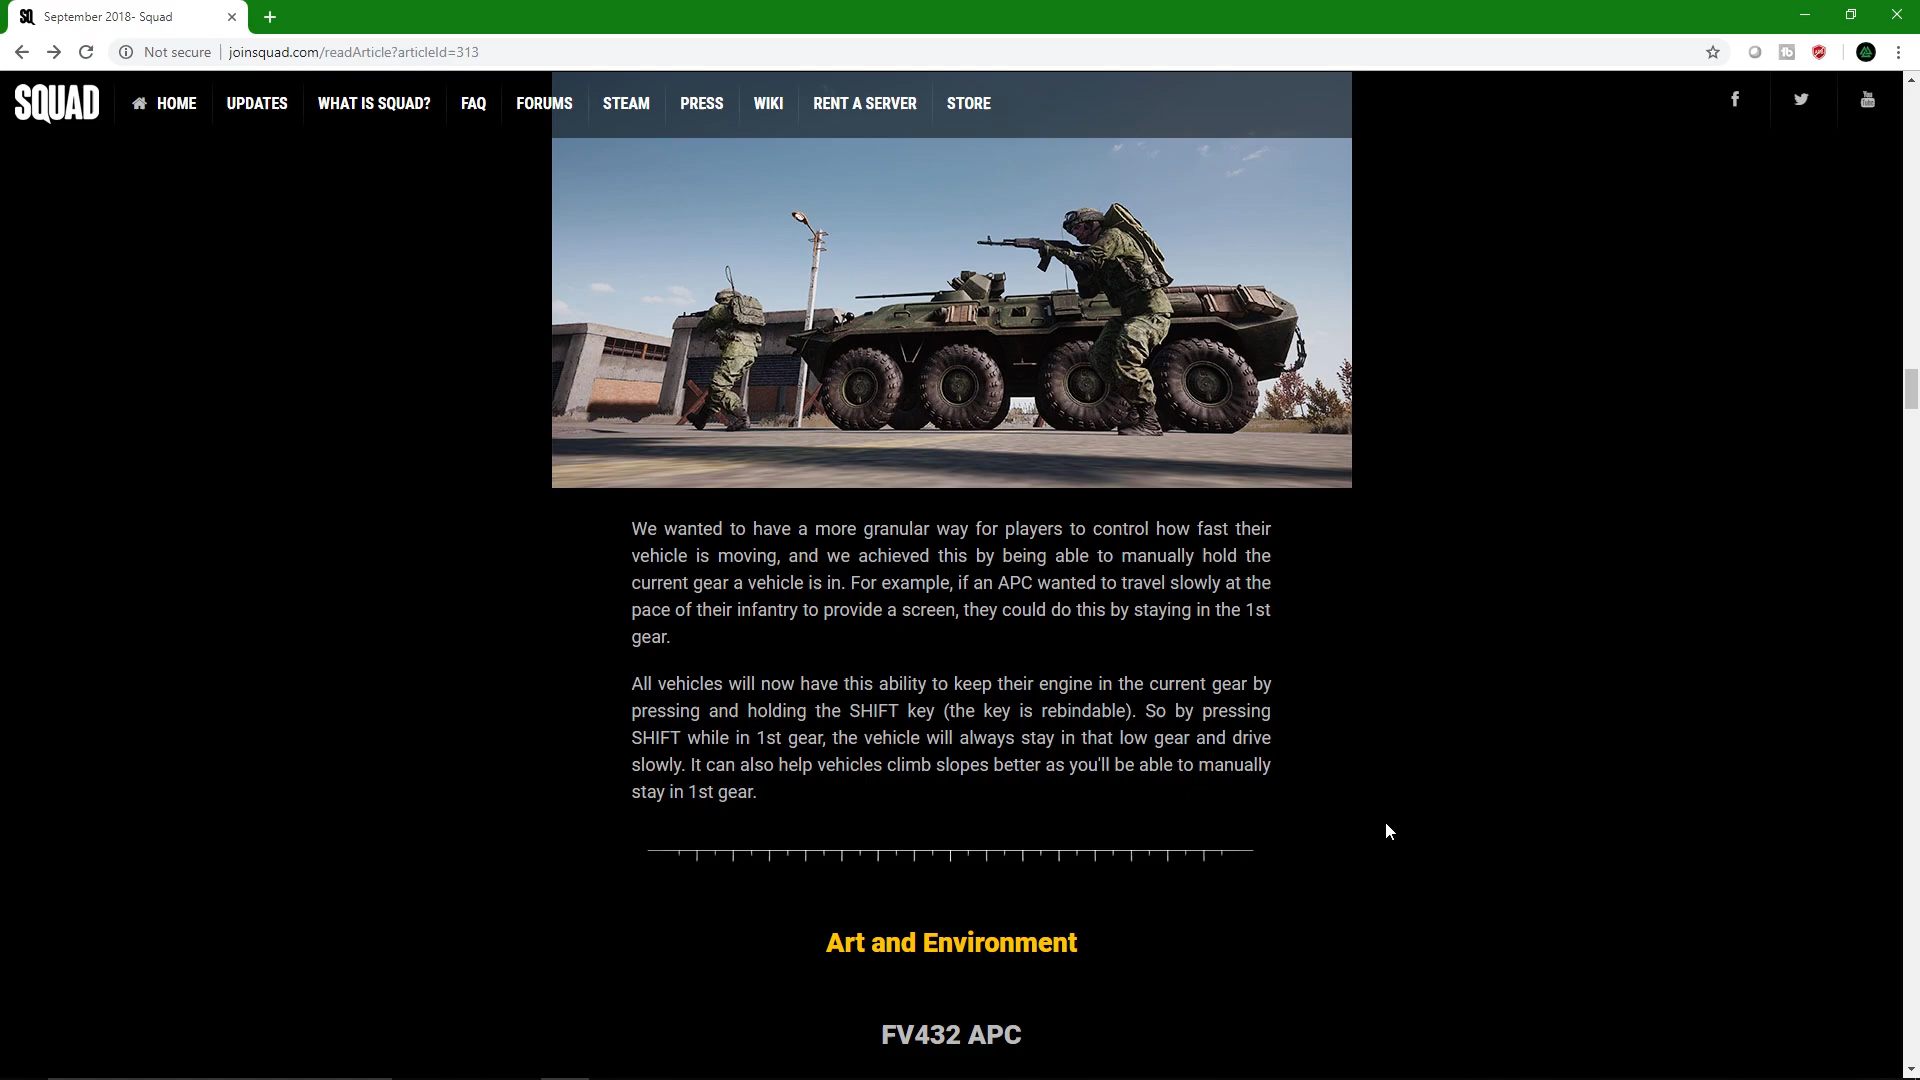 September 2018- Squad
Not secure
joinsquad.com/readArticle?articleId=313
SQUAD
HOME
UPDATES
WHAT IS SQUAD?
FAQ
FORUMS
STEAM
PRESS
WIKI
RENT A SERVER
STORE
We wanted to have a more granular way for players to control how fast their
vehicle is moving, and we achieved this by being able to manually hold the
current gear a vehicle is in. For example, if an APC wanted to travel slowly at the
pace of their infantry to provide a screen, they could do this by staying in the 1st
gear.
All vehicles will now have this ability to keep their engine in the current gear by
pressing and holding the SHIFT key (the key is rebindable). So by pressing
SHIFT while in 1st gear, the vehicle will always stay in that low gear and drive
slowly. It can also help vehicles climb slopes better as you'll be able to manually
stay in 1st gear.
Art and Environment
FV432 APC